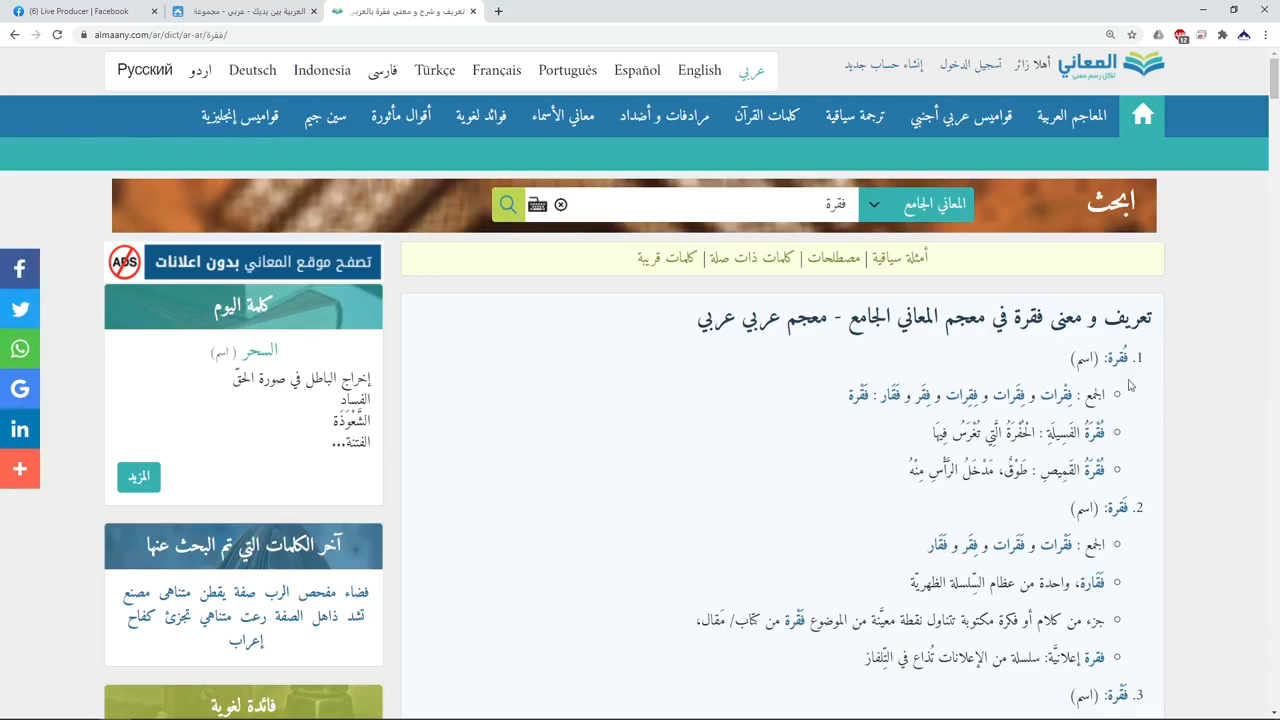 (6) Live Producer | Facebook
العربية بين يديك - عربي - مجموعة
تعريف و شرح و معنى فقرة بالعربي
almaany.com/ar/dict/ar-ar/فقرة/
12
المعاني
لكل رسم معنى
أهلا زائر
تسجيل الدخول
إنشاء حساب جديد
عربي English Español Português Français Türkçe فارسی Indonesia Deutsch اردو Русский
المعاجم العربية
قواميس عربي أجنبي
ترجمة سياقية
كلمات القرآن
مرادفات و أضداد
معاني الأسماء
فوائد لغوية
أقوال مأثورة
سين جيم
قواميس إنجليزية
ابحث
المعاني الجامع
فقرة
أمثلة سياقية | مصطلحات | كلمات ذات صلة | كلمات قريبة
تعريف و معنى فقرة في معجم المعاني الجامع - معجم عربي عربي
1. فُقرة: (اسم)
الجمع : فِقْرات و فِقَرات و فِقِرات و فِقَر و فَقَار : فَقْرة
فُقْرَةُ الفَسِيلَةِ : الْحُفْرَةُ الَّتِي تُغْرَسُ فِيهَا
فُقْرَةُ القَمِيصِ : طَوْقٌ، مَدْخَلُ الرَّأْسِ مِنْهُ
2. فَقرة: (اسم)
الجمع : فَقْرات و فَقَرات و فِقَر و فَقَار
فَقَارة، واحدة من عظام السِّلسلة الظهريّة
جزء من كلام أو فكرة مكتوبة تتناول نقطة معيَّنة من الموضوع فَقْرة من كتاب/ مَقال،
فقرة إعلانيَّة: سلسلة من الإعلانات تُذاع في التِّلفاز
3. فَقْرة: (اسم)
تصفح موقع المعاني بدون اعلانات
ADS
كلمة اليوم
السحر ( اسم)
إخراج الباطل في صورة الحقّ
الفساد
الشَّعْوَذَة
الفتنة...
المزيد
آخر الكلمات التي تم البحث عنها
فضاء مفحص الرب صفة يقطن متناهى مصنع
تشد ذاهل الصفة رعت متناهي تجزئ كفاح
إعراب
فائدة لغوية